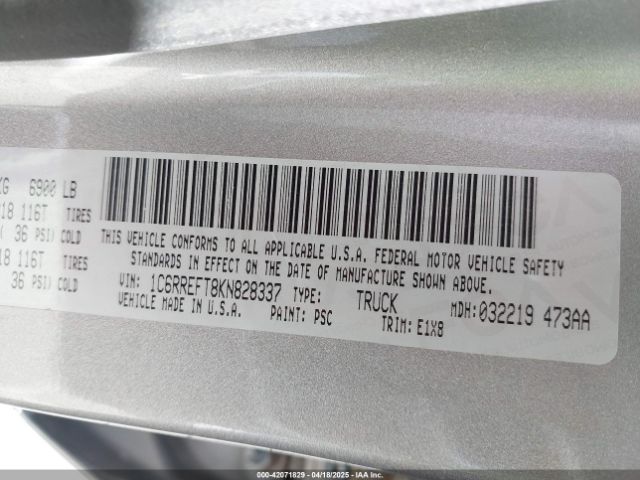 KG 6900 LB
18 116T TIRES
( 36 PSI) COLD
18 116T TIRES
36 PSI) COLD
THIS VEHICLE CONFORMS TO ALL APPLICABLE U.S.A. FEDERAL MOTOR VEHICLE SAFETY
STANDARDS IN EFFECT ON THE DATE OF MANUFACTURE SHOWN ABOVE.
VIN: 1C6RREFT8KN828337 TYPE: TRUCK MDH: 032219 473AA
VEHICLE MADE IN U.S.A. PAINT: PSC TRIM: E1X8
000-42071829 - 04/18/2025 - IAAI.COM